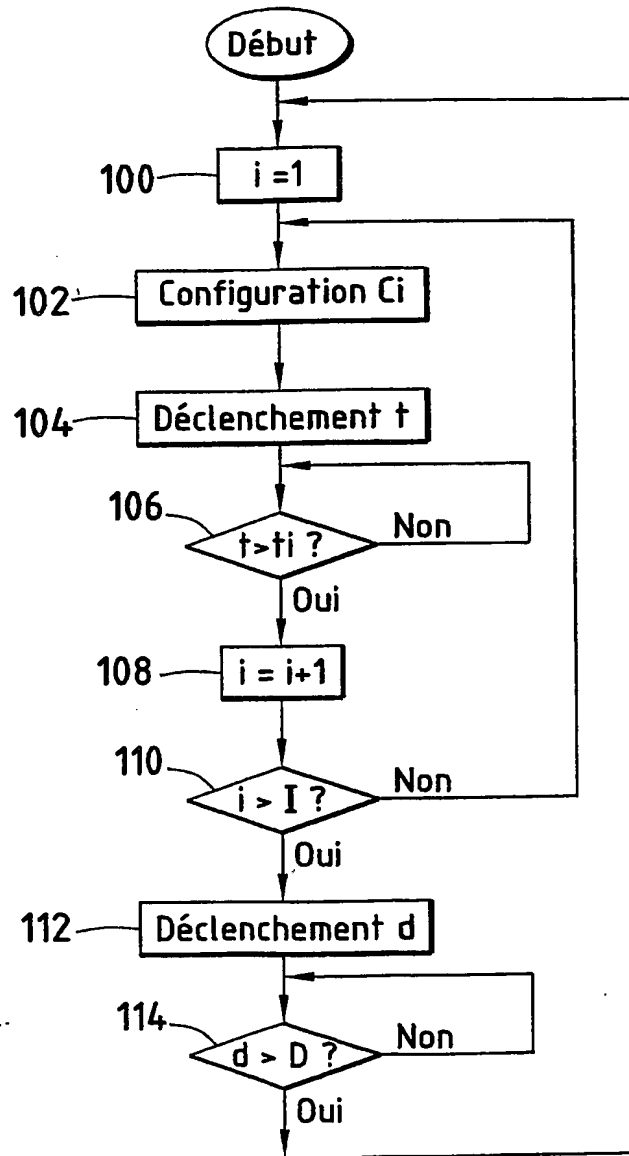 Début
100
i =1
102
Configuration Ci
104
Déclenchement t
106
t>ti ?
Non
Oui
108
i = i+1
110
i > I ?
Non
Oui
112
Déclenchement d
114
d > D ?
Non
Oui